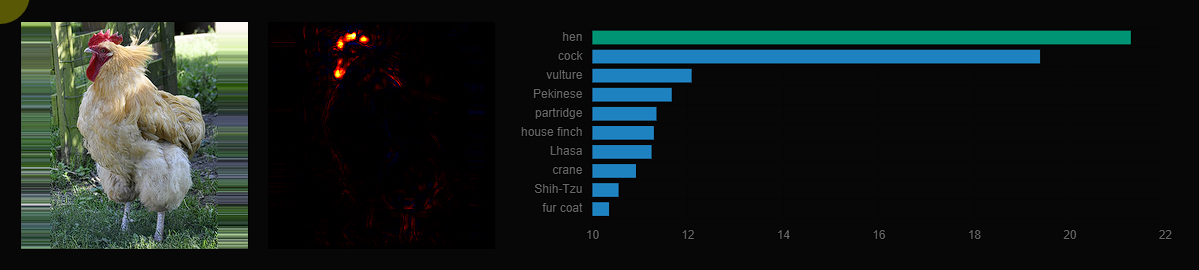 hen
cock
vulture
Pekinese
partridge
house finch
Lhasa
crane
Shih-Tzu
fur coat
10 12 14 16 18 20 22